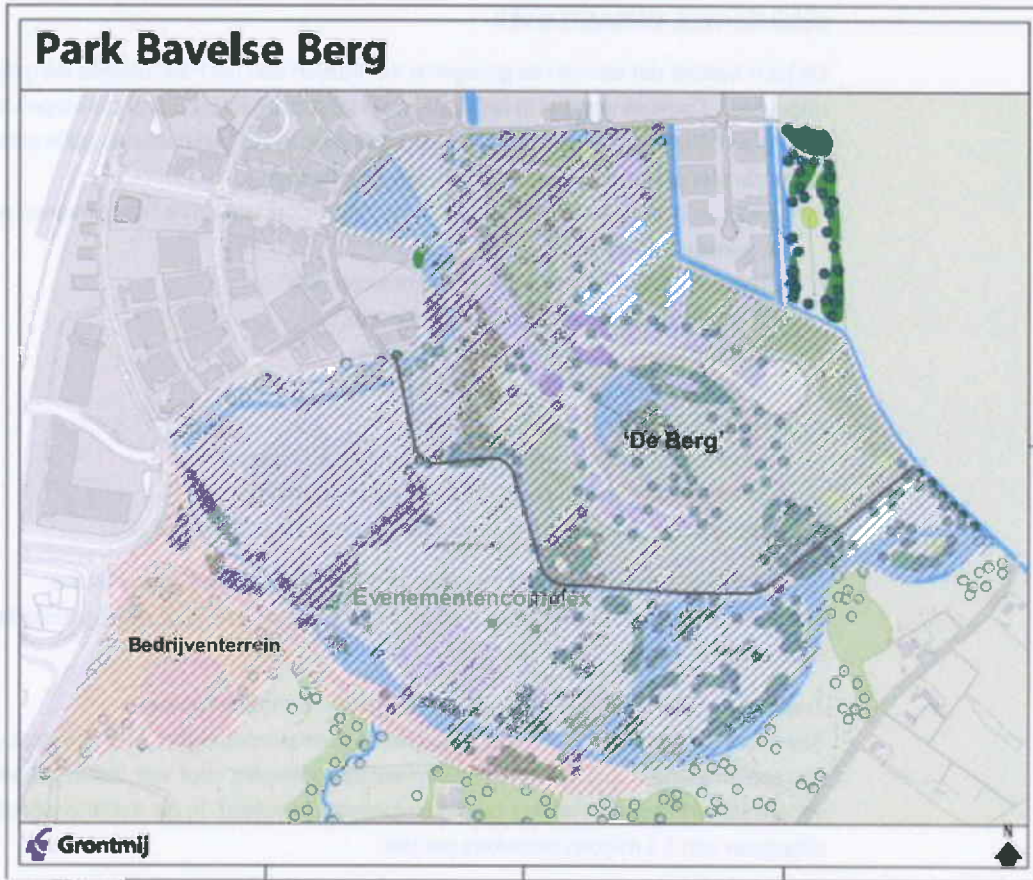 Park Bavelse Berg
'De Berg'
Evenementencomplex
Bedrijventerrein
Grontmij
N